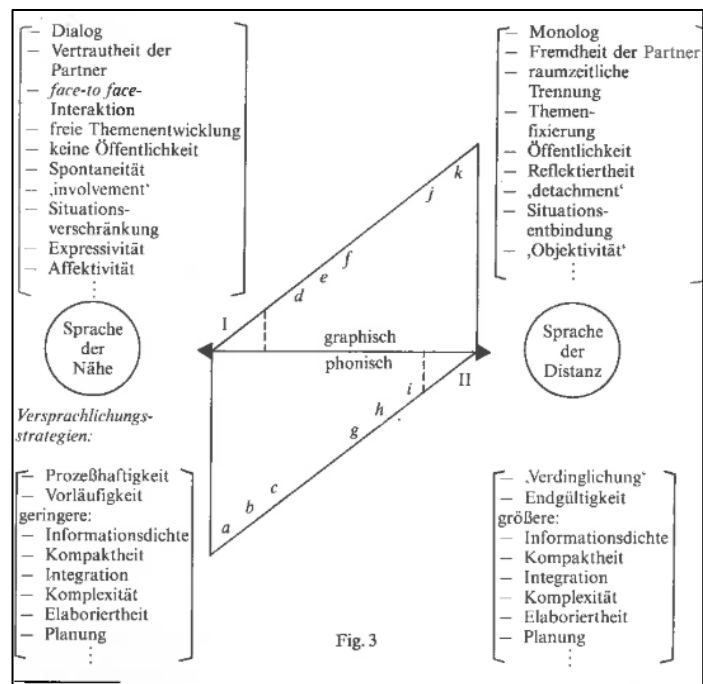 – Dialog
– Vertrautheit der
Partner
– face-to face-
Interaktion
– freie Themenentwicklung
– keine Öffentlichkeit
– Spontaneität
– ‚involvement‘
– Situations-
verschränkung
– Expressivität
– Affektivität
⋮
– Monolog
– Fremdheit der Partner
– raumzeitliche
Trennung
– Themen-
fixierung
– Öffentlichkeit
– Reflektiertheit
– ‚detachment‘
– Situations-
entbindung
– ‚Objektivität‘
⋮
k
j
f
e
d
I
Sprache
der
Nähe
graphisch
phonisch
Sprache
der
Distanz
II
i
h
g
c
b
a
Versprachlichungs-
strategien:
– Prozeßhaftigkeit
– Vorläufigkeit
geringere:
– Informationsdichte
– Kompaktheit
– Integration
– Komplexität
– Elaboriertheit
– Planung
⋮
– ‚Verdinglichung‘
– Endgültigkeit
größere:
– Informationsdichte
– Kompaktheit
– Integration
– Komplexität
– Elaboriertheit
– Planung
⋮
Fig. 3